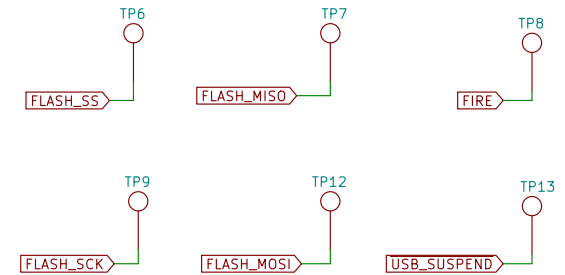 TP6
TP7
TP8
FLASH_SS
FLASH_MISO
FIRE
TP9
TP12
TP13
FLASH_SCK
FLASH_MOSI
USB_SUSPEND